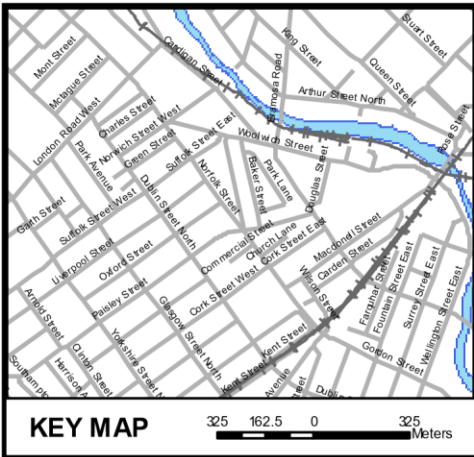 Mont Street
Mctague Street
London Road West
Cardigan Street
King Street
Stuart Street
Queen Street
Arthur Street North
Eramosa Road
Rose Street
Charles Street
Norwich Street West
Green Street
Park Avenue
Suffolk Street East
Woolwich Street
Norfolk Street
Dublin Street North
Baker Street
Park Lane
Douglas Street
Gaith Street
Suffolk Street West
Liverpool Street
Oxford Street
Paisley Street
Commercial Street
Church Lane
Cork Street East
Cork Street West
Macdonell Street
Carden Street
Wilson Street
Farquhar Street
Fountain Street East
Surrey Street East
Wellington Street East
Arnold Street
Glasgow Street North
Yorkshire Street N
Clinton Street
Harrison A
Southamp
Kent Street
Kent Street
Gordon Street
Avenue
Street
Dublin
KEY MAP
325 162.5 0 325
Meters